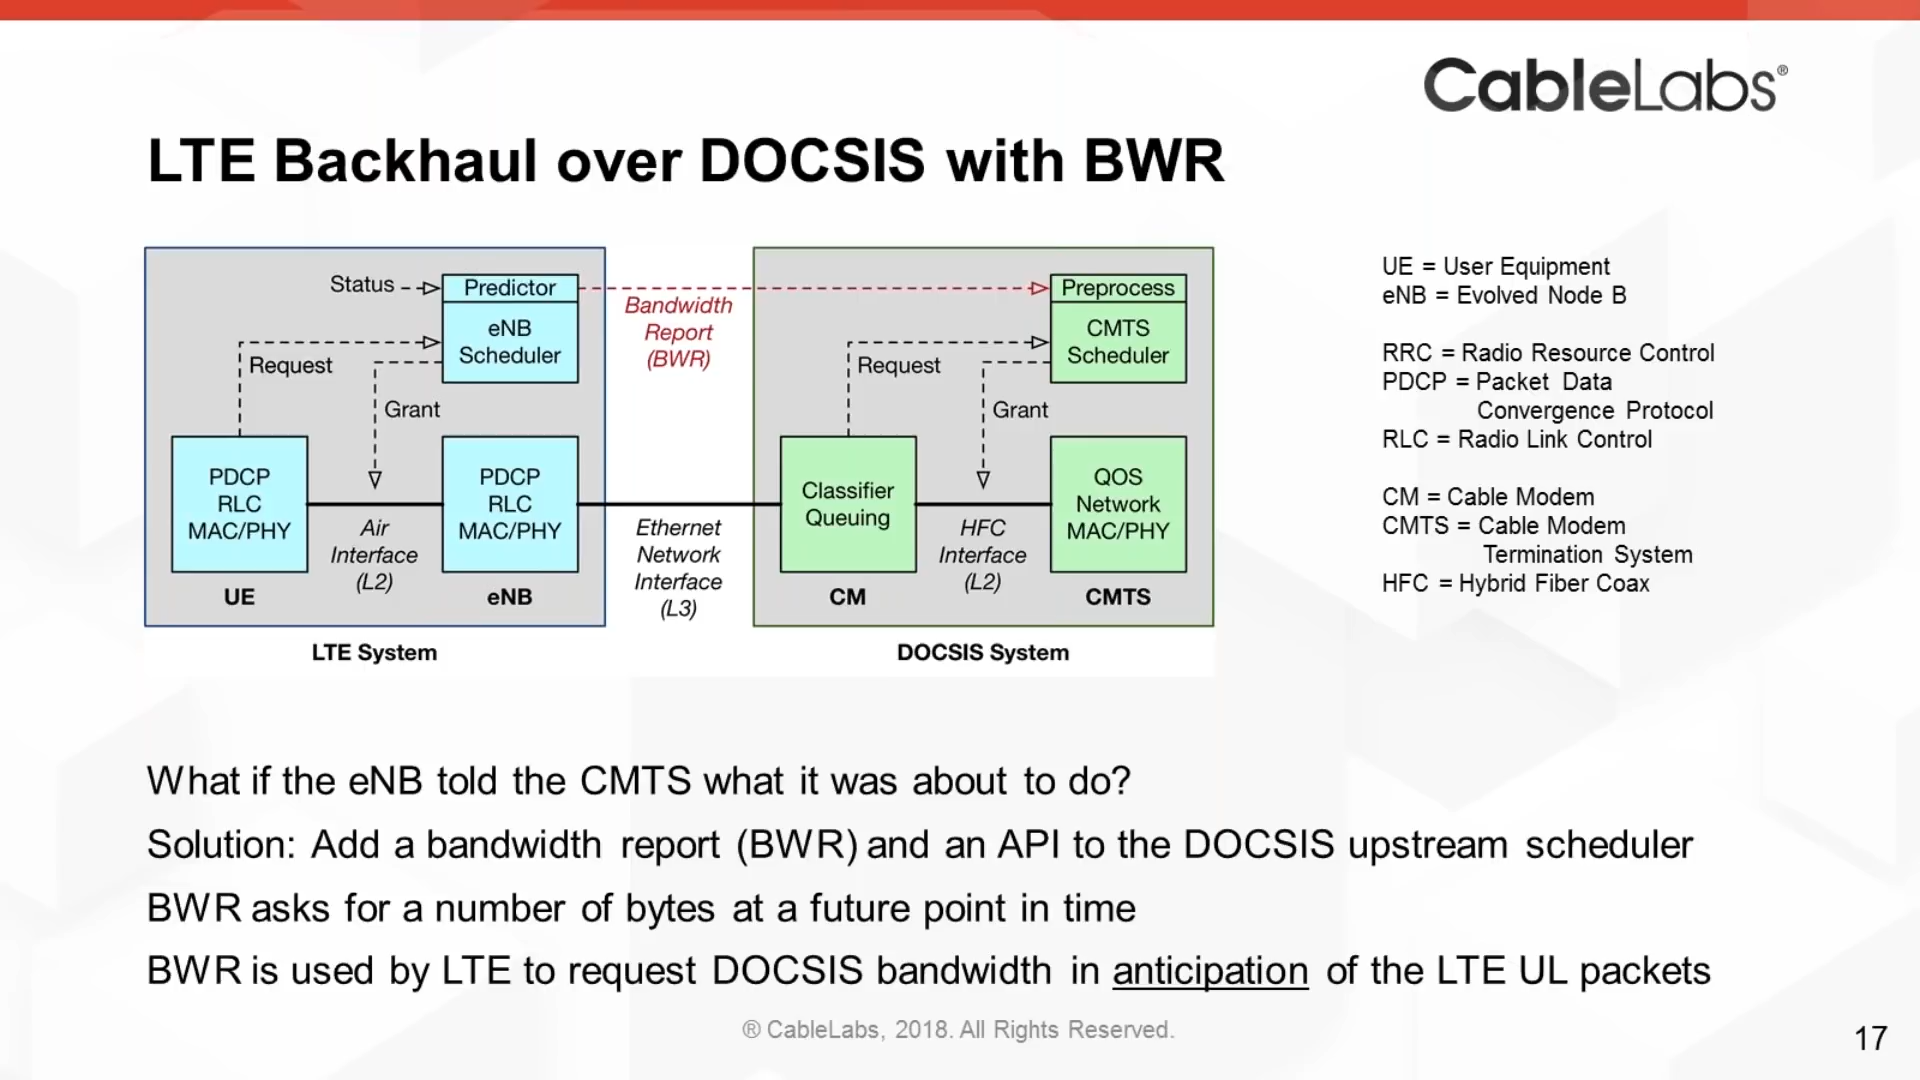 CableLabs®
LTE Backhaul over DOCSIS with BWR
Status
Predictor
eNB
Scheduler
Request
Grant
Bandwidth
Report
(BWR)
Preprocess
CMTS
Scheduler
Request
Grant
PDCP
RLC
MAC/PHY
UE
Air
Interface
(L2)
PDCP
RLC
MAC/PHY
eNB
Ethernet
Network
Interface
(L3)
Classifier
Queuing
CM
HFC
Interface
(L2)
QOS
Network
MAC/PHY
CMTS
LTE System
DOCSIS System
UE = User Equipment
eNB = Evolved Node B
RRC = Radio Resource Control
PDCP = Packet Data
Convergence Protocol
RLC = Radio Link Control
CM = Cable Modem
CMTS = Cable Modem
Termination System
HFC = Hybrid Fiber Coax
What if the eNB told the CMTS what it was about to do?
Solution: Add a bandwidth report (BWR) and an API to the DOCSIS upstream scheduler
BWR asks for a number of bytes at a future point in time
BWR is used by LTE to request DOCSIS bandwidth in anticipation of the LTE UL packets
® CableLabs, 2018. All Rights Reserved.
17